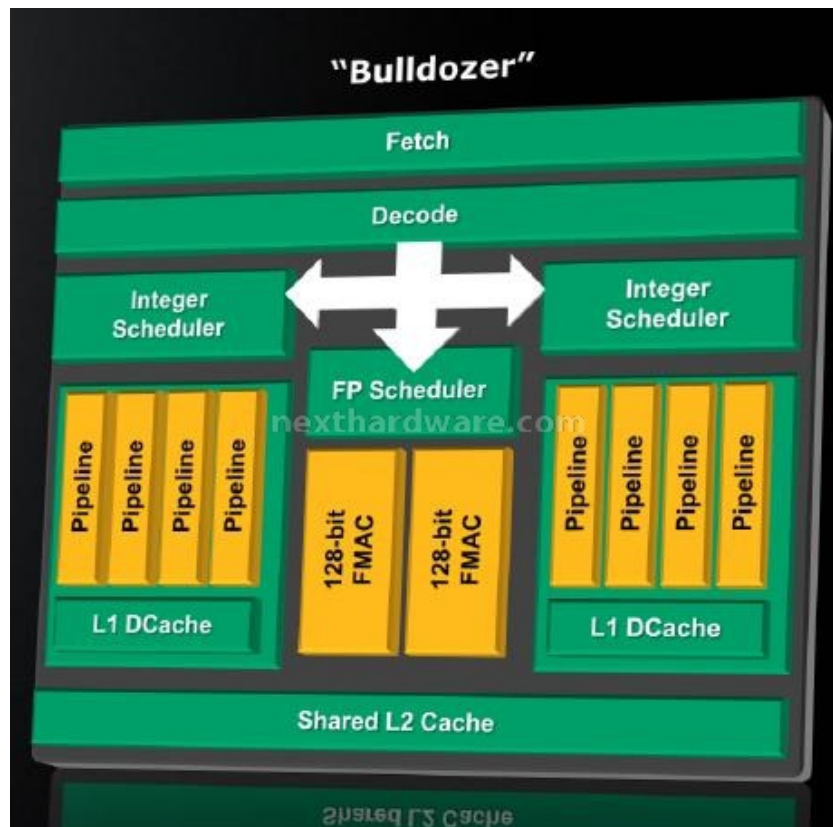 "Bulldozer"
Fetch
Decode
Integer
Scheduler
Integer
Scheduler
FP Scheduler
nexthardware.com
Pipeline
Pipeline
Pipeline
Pipeline
128-bit
FMAC
128-bit
FMAC
Pipeline
Pipeline
Pipeline
Pipeline
L1 DCache
L1 DCache
Shared L2 Cache
Shared L2 Cache